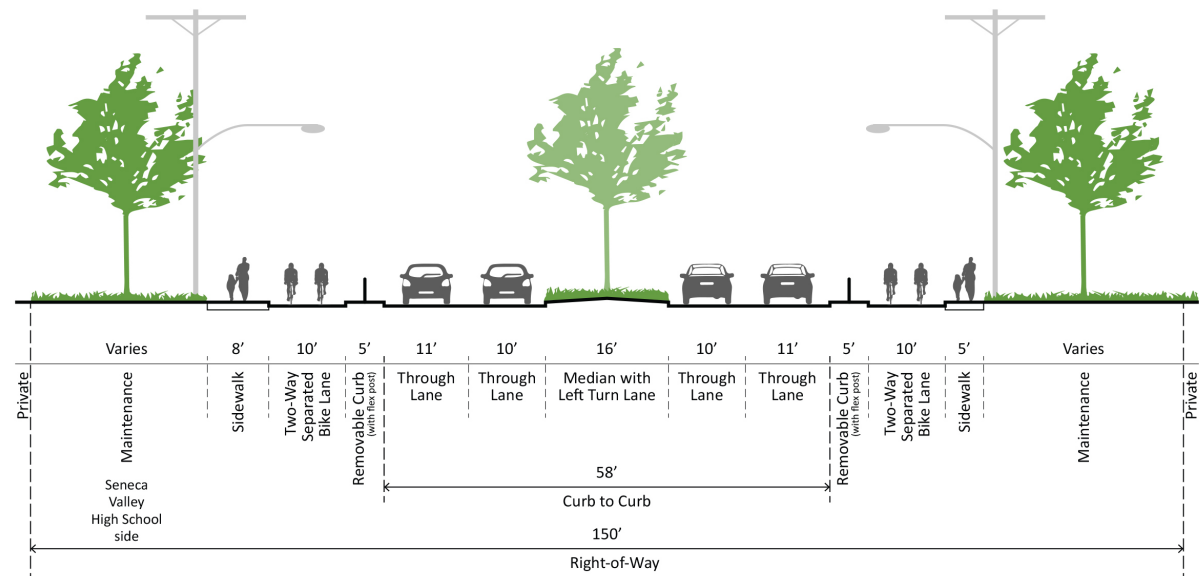 Varies
8’
10’
5’
11’
10’
16’
10’
11’
5’
10’
5’
Varies
Private
Maintenance
Sidewalk
Two-Way
Separated
Bike Lane
Removable Curb
(with flex post)
Through
Lane
Through
Lane
Median with
Left Turn Lane
Through
Lane
Through
Lane
Removable Curb
(with flex post)
Two-Way
Separated
Bike Lane
Sidewalk
Maintenance
Private
58’
Curb to Curb
Seneca
Valley
High School
side
150’
Right-of-Way